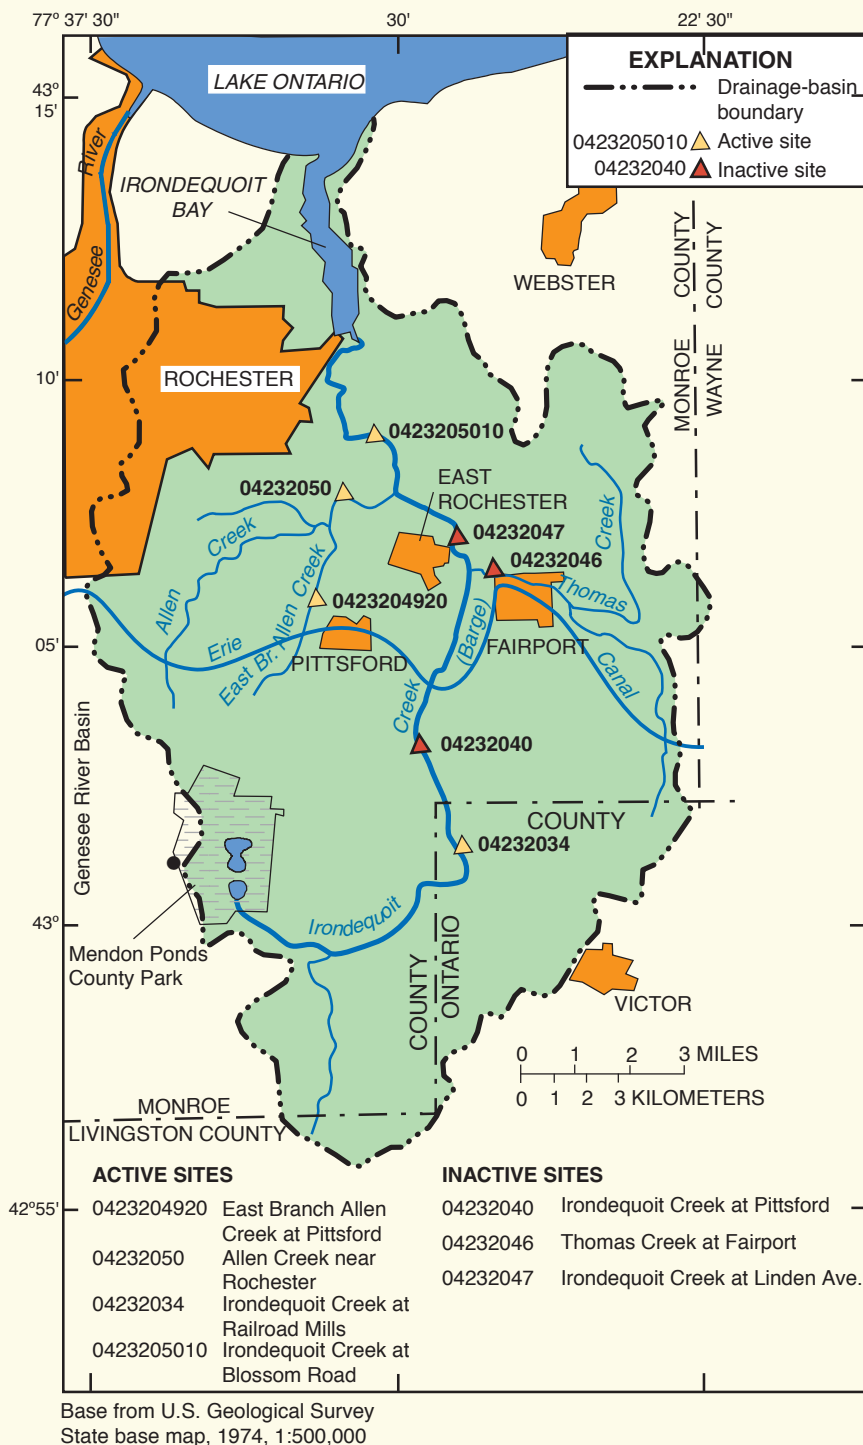 77º 37' 30"
30'
22' 30"
43º
15'
LAKE ONTARIO
EXPLANATION
Drainage-basin
boundary
0423205010 Active site
04232040 Inactive site
River
Genesee
IRONDEQUOIT
BAY
WEBSTER
MONROE COUNTY
WAYNE COUNTY
10'
ROCHESTER
0423205010
04232050
EAST
ROCHESTER
04232047
04232046
Creek
Thomas
Allen
Creek
East Br. Allen Creek
0423204920
05'
Erie
PITTSFORD
(Barge)
FAIRPORT
Canal
Creek
04232040
Genesee River Basin
COUNTY
04232034
43º
Irondequoit
Mendon Ponds
County Park
COUNTY
ONTARIO
VICTOR
0 1 2 3 MILES
0 1 2 3 KILOMETERS
MONROE
LIVINGSTON COUNTY
42º55'
ACTIVE SITES
0423204920 East Branch Allen
Creek at Pittsford
04232050 Allen Creek near
Rochester
04232034 Irondequoit Creek at
Railroad Mills
0423205010 Irondequoit Creek at
Blossom Road
INACTIVE SITES
04232040 Irondequoit Creek at Pittsford
04232046 Thomas Creek at Fairport
04232047 Irondequoit Creek at Linden Ave.
Base from U.S. Geological Survey
State base map, 1974, 1:500,000